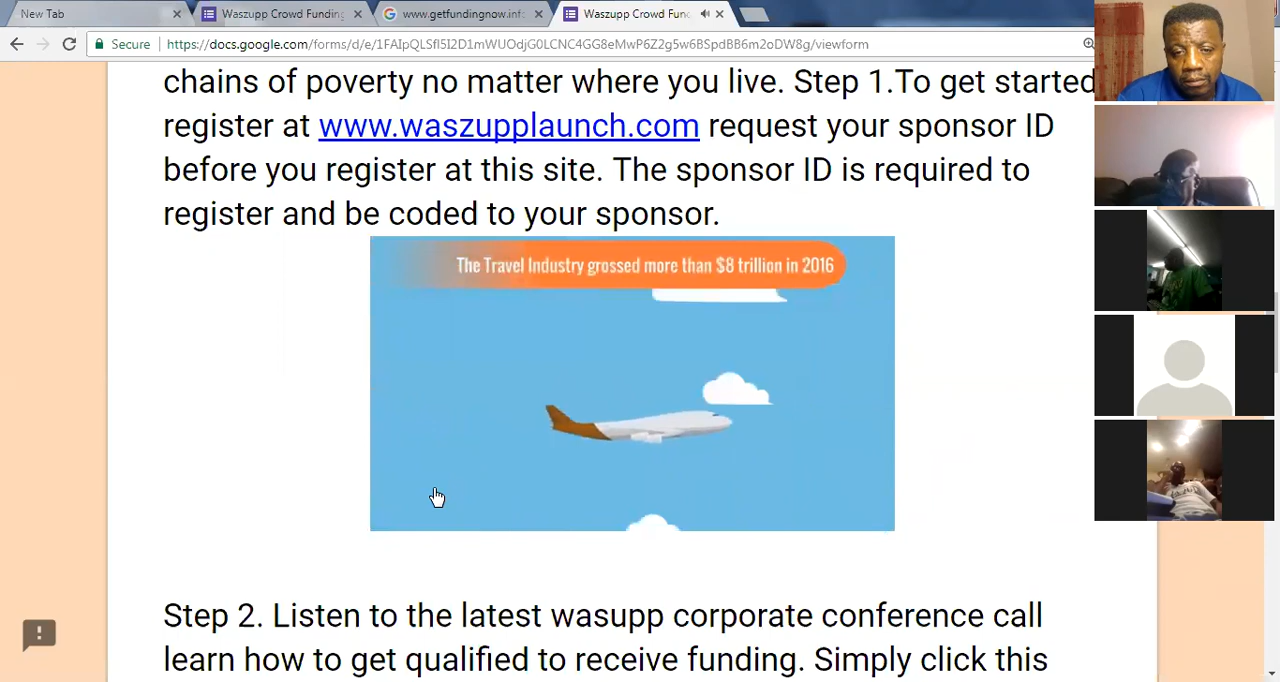 New Tab
Waszupp Crowd Funding
www.getfundingnow.inf
Waszupp Crowd Fun
Secure
https://docs.google.com/forms/d/e/1FAIpQLSfl5I2D1mWUOdjG0LCNC4GG8eMwP6Z2g5w6BSpdBB6m2oDW8g/viewform
chains of poverty no matter where you live. Step 1.To get started
register at www.waszupplaunch.com request your sponsor ID
before you register at this site. The sponsor ID is required to
register and be coded to your sponsor.
The Travel Industry grossed more than $8 trillion in 2016
Step 2. Listen to the latest wasupp corporate conference call
learn how to get qualified to receive funding. Simply click this